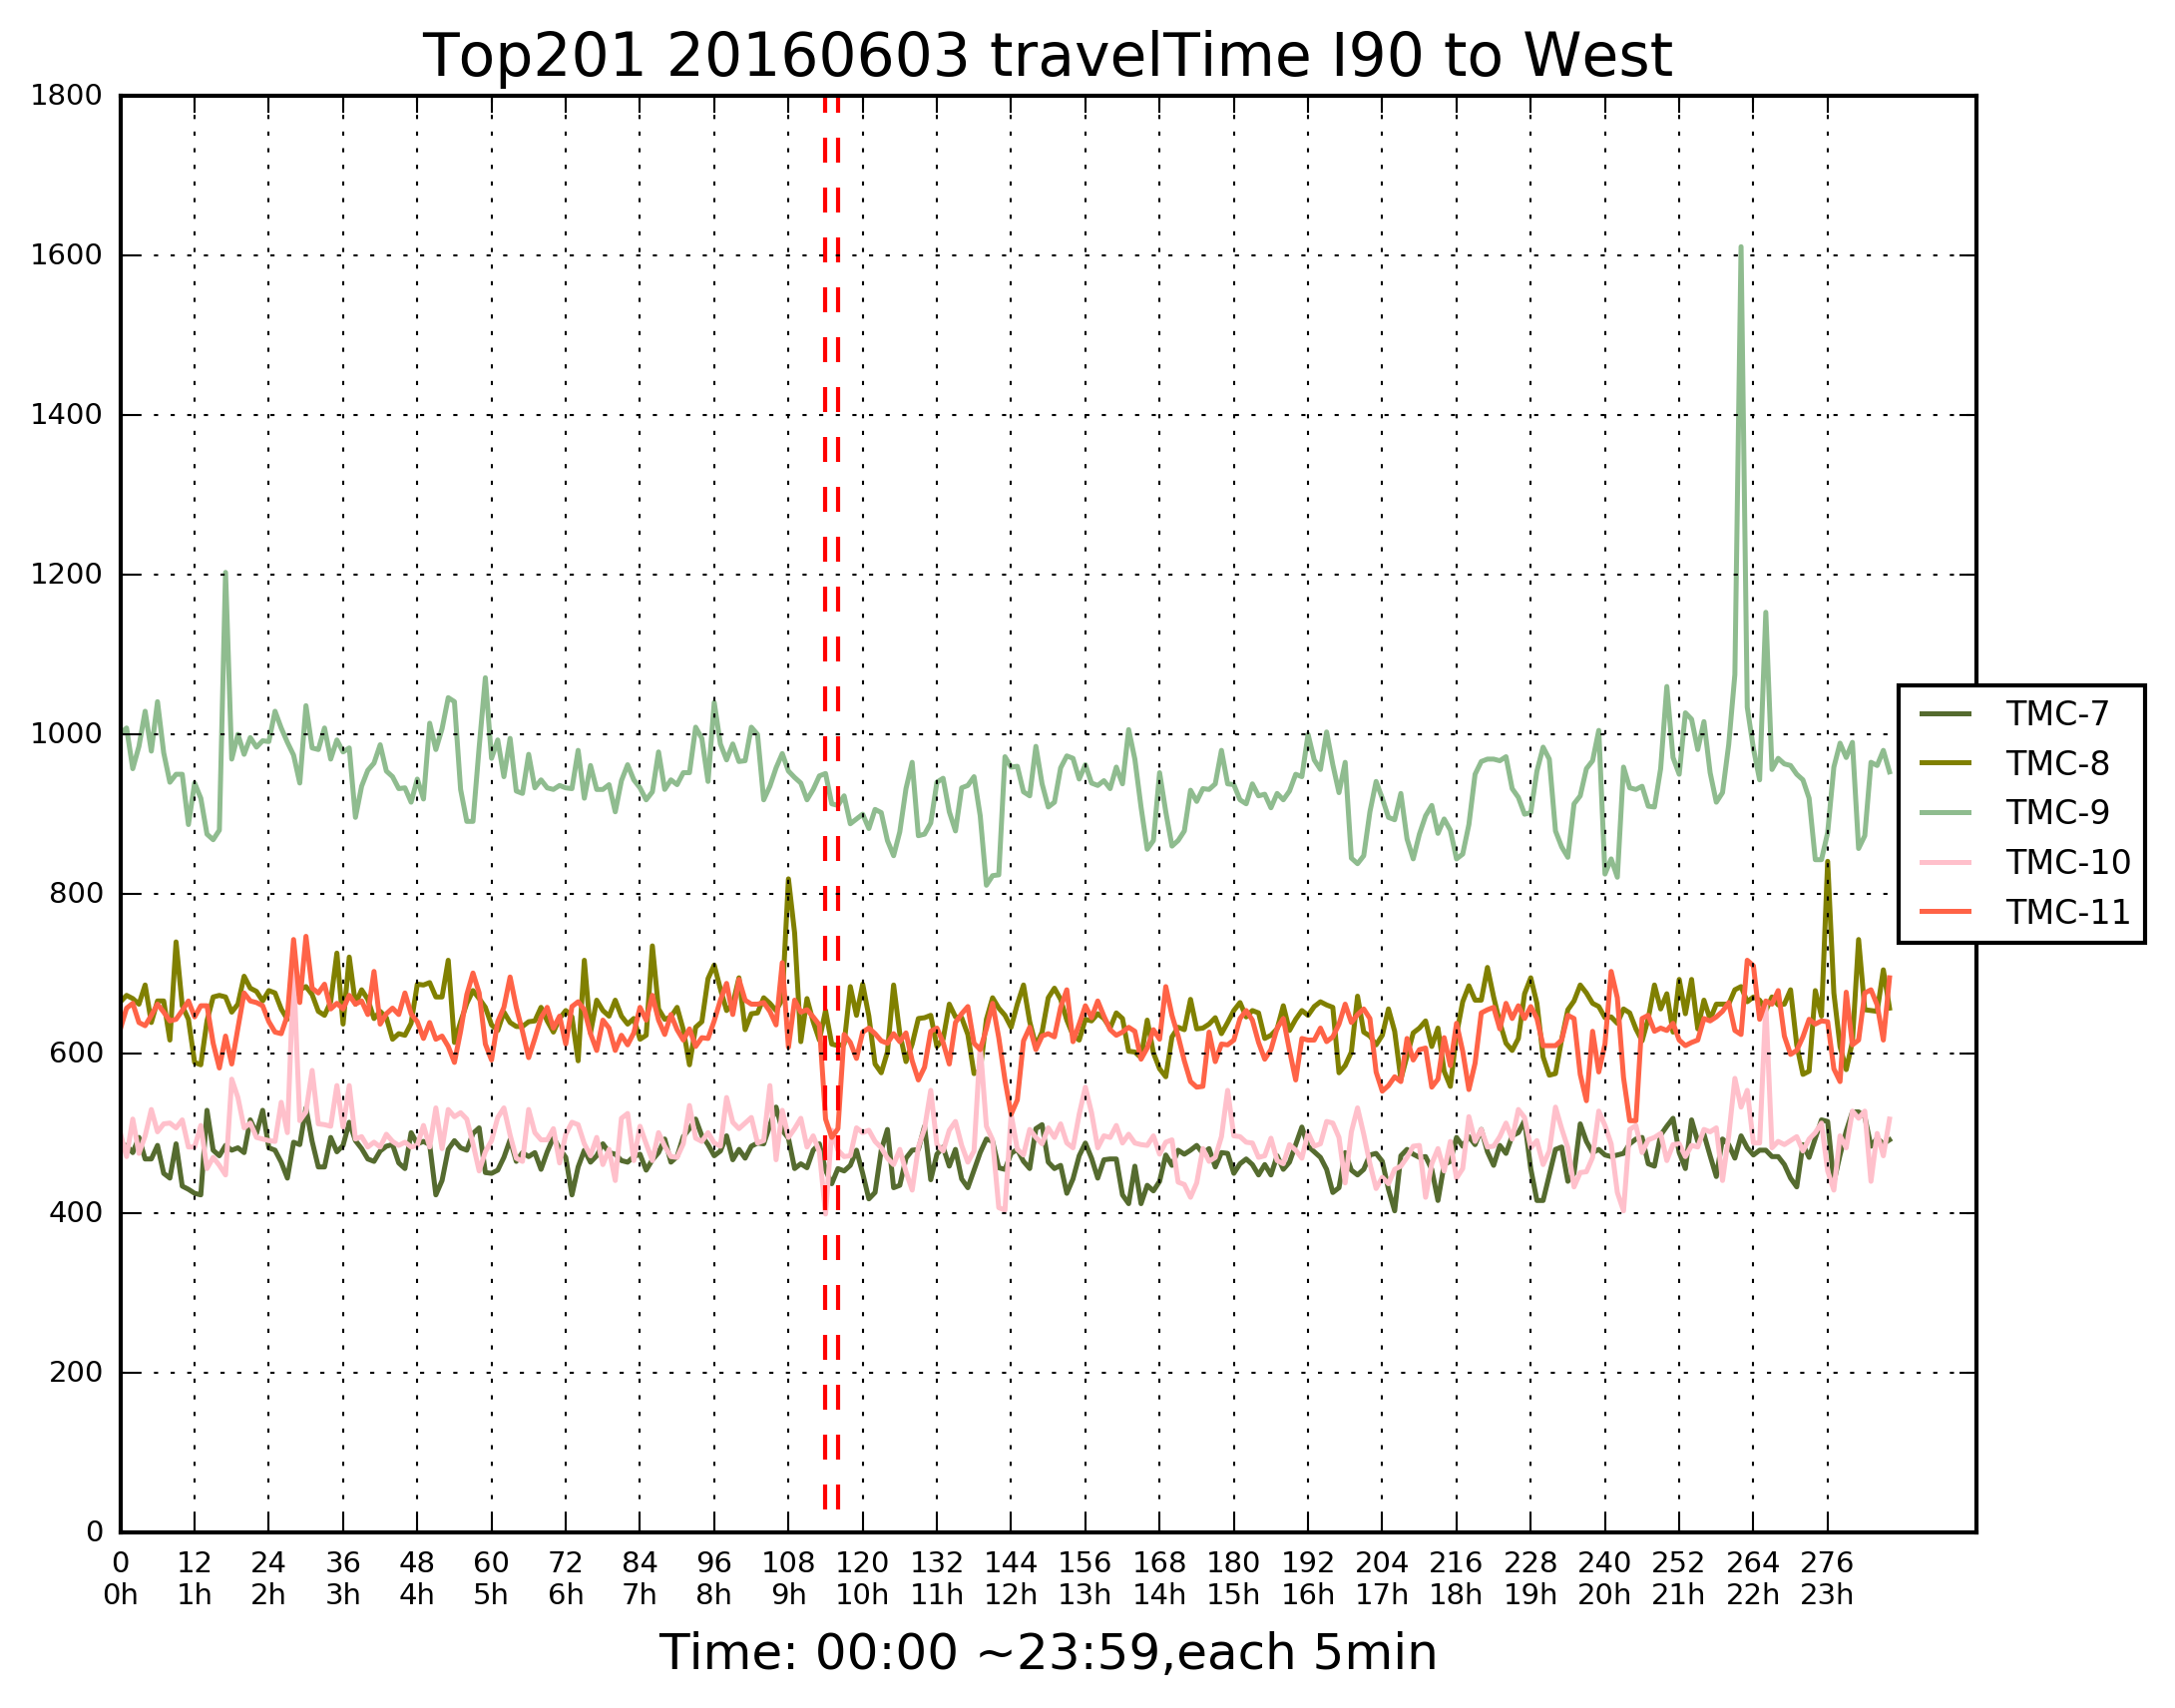 Top201 20160603 travelTime I90 to West
1800
1600
1400
1200
1000
800
600
400
200
0
TMC-7
TMC-8
TMC-9
TMC-10
TMC-11
0 12 24 36 48 60 72 84 96 108 120 132 144 156 168 180 192 204 216 228 240 252 264 276
0h 1h 2h 3h 4h 5h 6h 7h 8h 9h 10h 11h 12h 13h 14h 15h 16h 17h 18h 19h 20h 21h 22h 23h
Time: 00:00 ~23:59,each 5min